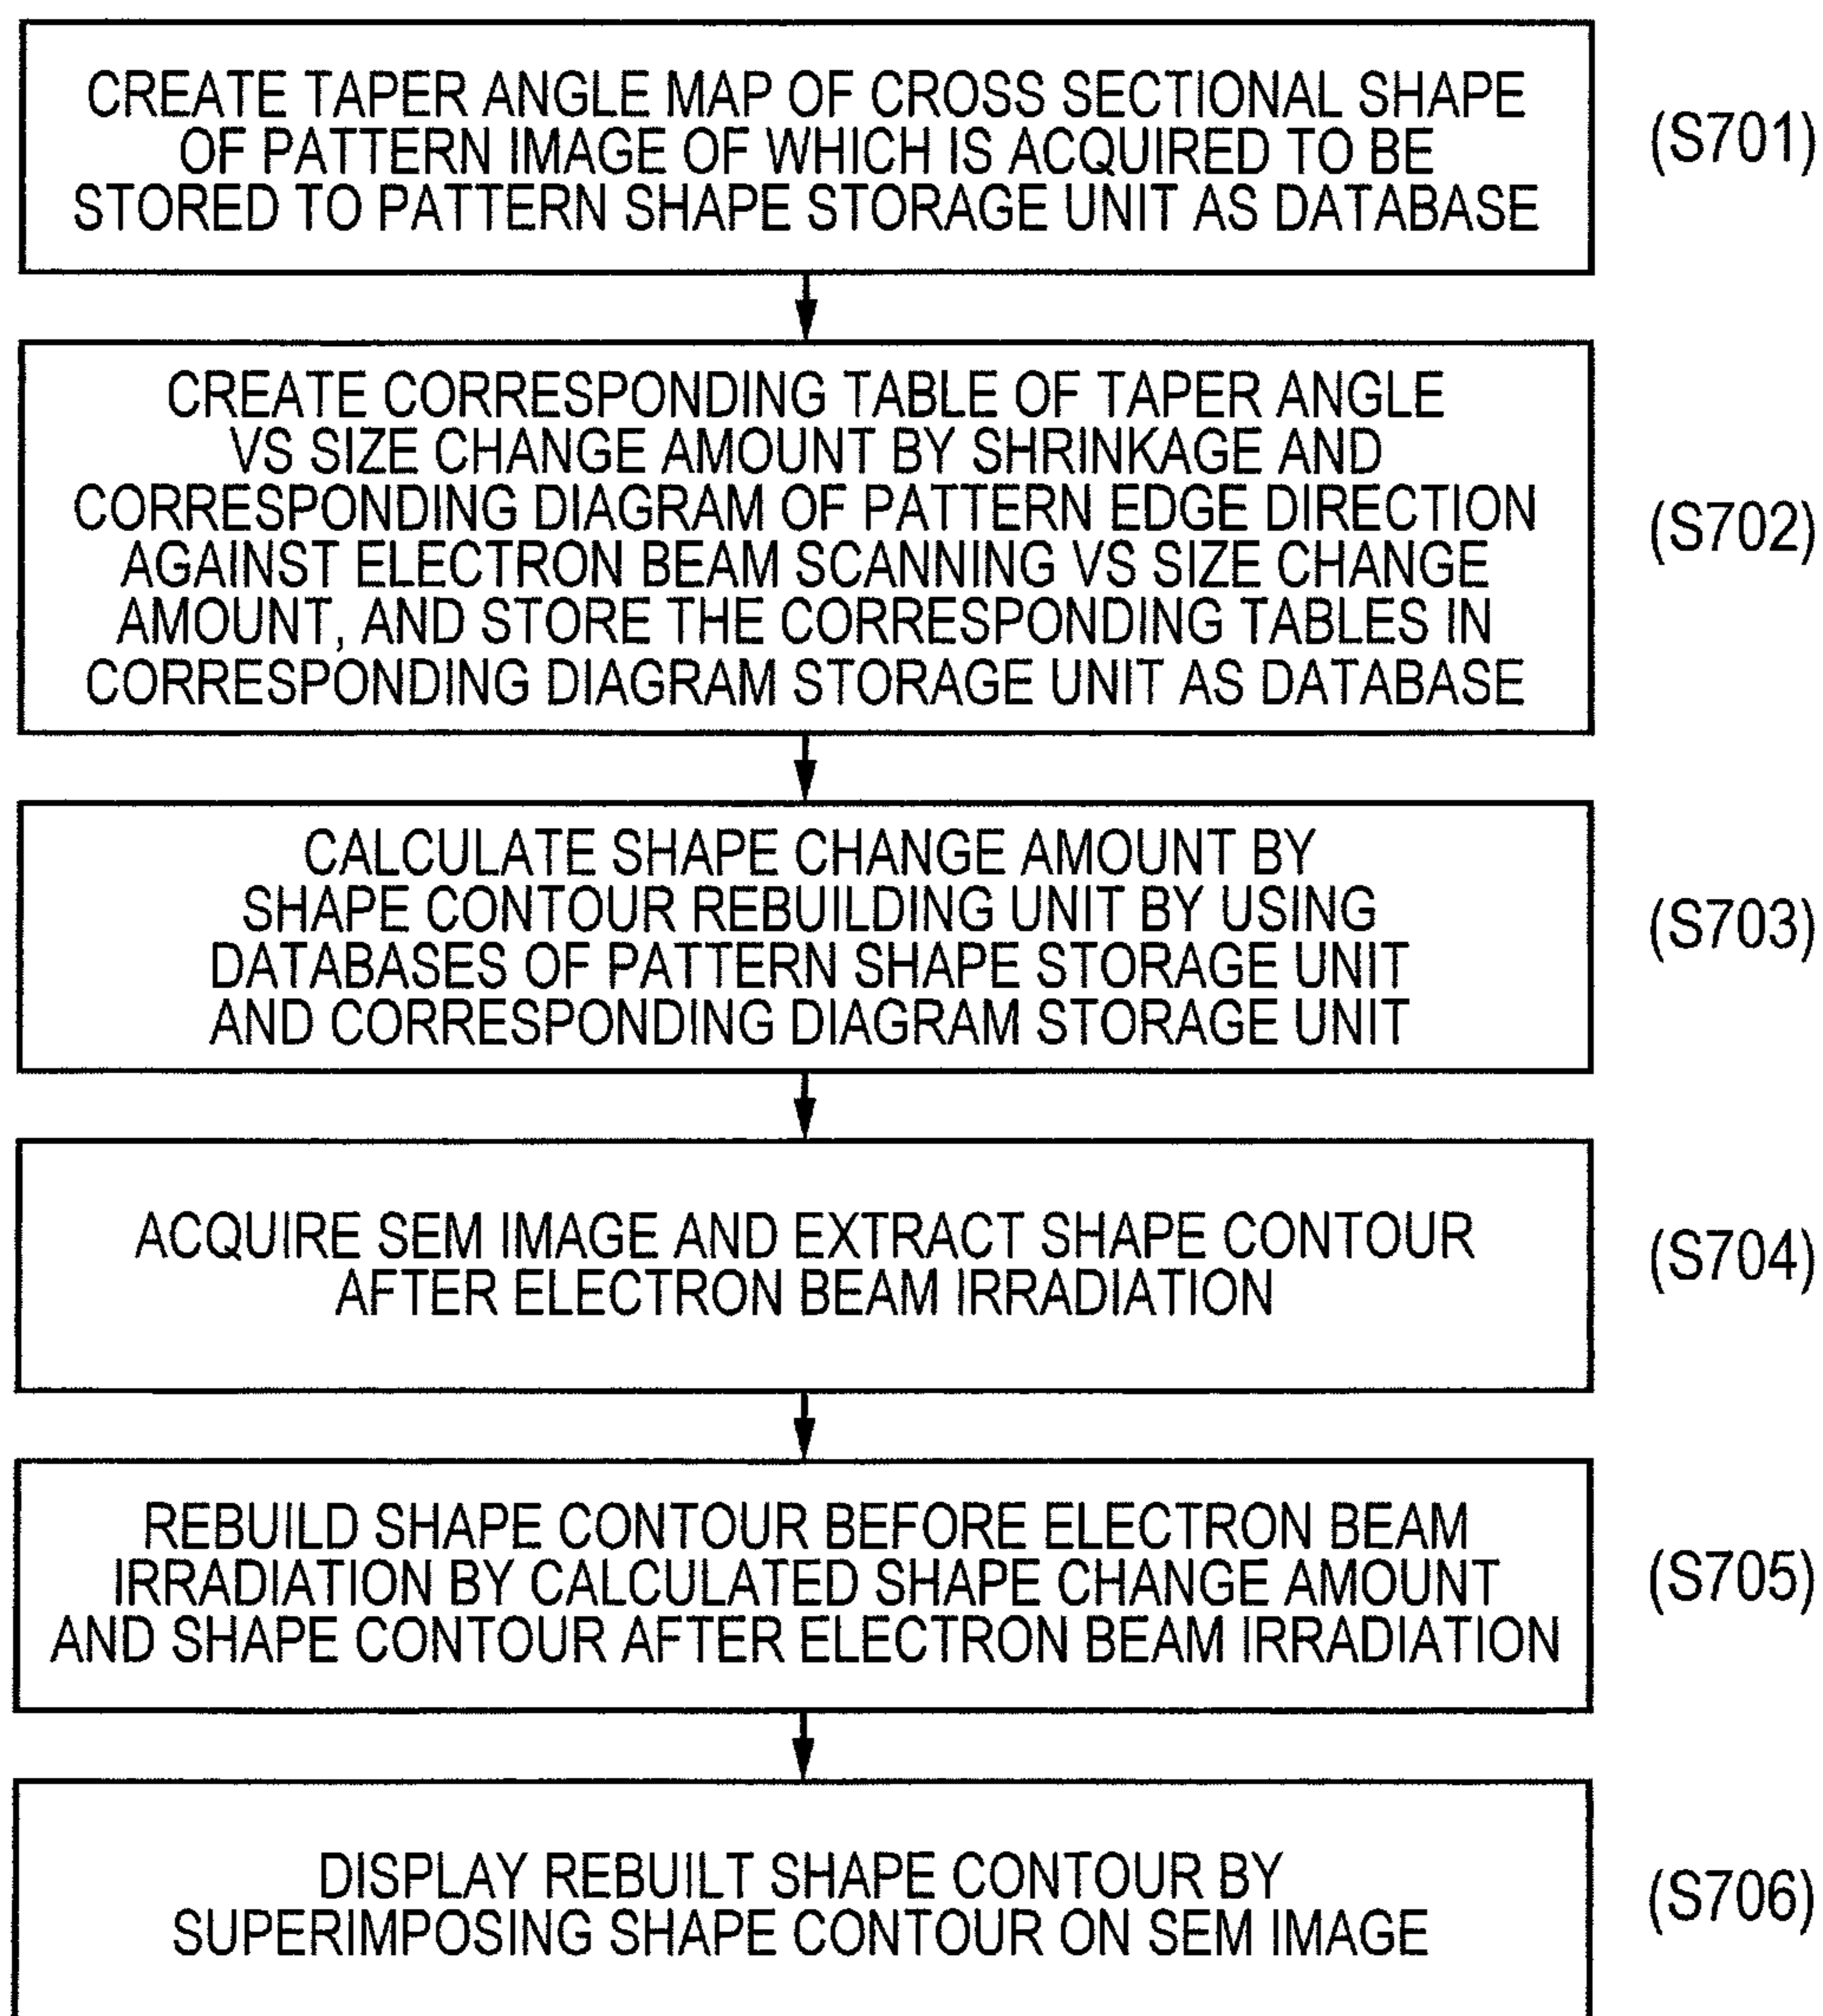 CREATE TAPER ANGLE MAP OF CROSS SECTIONAL SHAPE
OF PATTERN IMAGE OF WHICH IS ACQUIRED TO BE
STORED TO PATTERN SHAPE STORAGE UNIT AS DATABASE
(S701)
CREATE CORRESPONDING TABLE OF TAPER ANGLE
VS SIZE CHANGE AMOUNT BY SHRINKAGE AND
CORRESPONDING DIAGRAM OF PATTERN EDGE DIRECTION
AGAINST ELECTRON BEAM SCANNING VS SIZE CHANGE
AMOUNT, AND STORE THE CORRESPONDING TABLES IN
CORRESPONDING DIAGRAM STORAGE UNIT AS DATABASE
(S702)
CALCULATE SHAPE CHANGE AMOUNT BY
SHAPE CONTOUR REBUILDING UNIT BY USING
DATABASES OF PATTERN SHAPE STORAGE UNIT
AND CORRESPONDING DIAGRAM STORAGE UNIT
(S703)
ACQUIRE SEM IMAGE AND EXTRACT SHAPE CONTOUR
AFTER ELECTRON BEAM IRRADIATION
(S704)
REBUILD SHAPE CONTOUR BEFORE ELECTRON BEAM
IRRADIATION BY CALCULATED SHAPE CHANGE AMOUNT
AND SHAPE CONTOUR AFTER ELECTRON BEAM IRRADIATION
(S705)
DISPLAY REBUILT SHAPE CONTOUR BY
SUPERIMPOSING SHAPE CONTOUR ON SEM IMAGE
(S706)